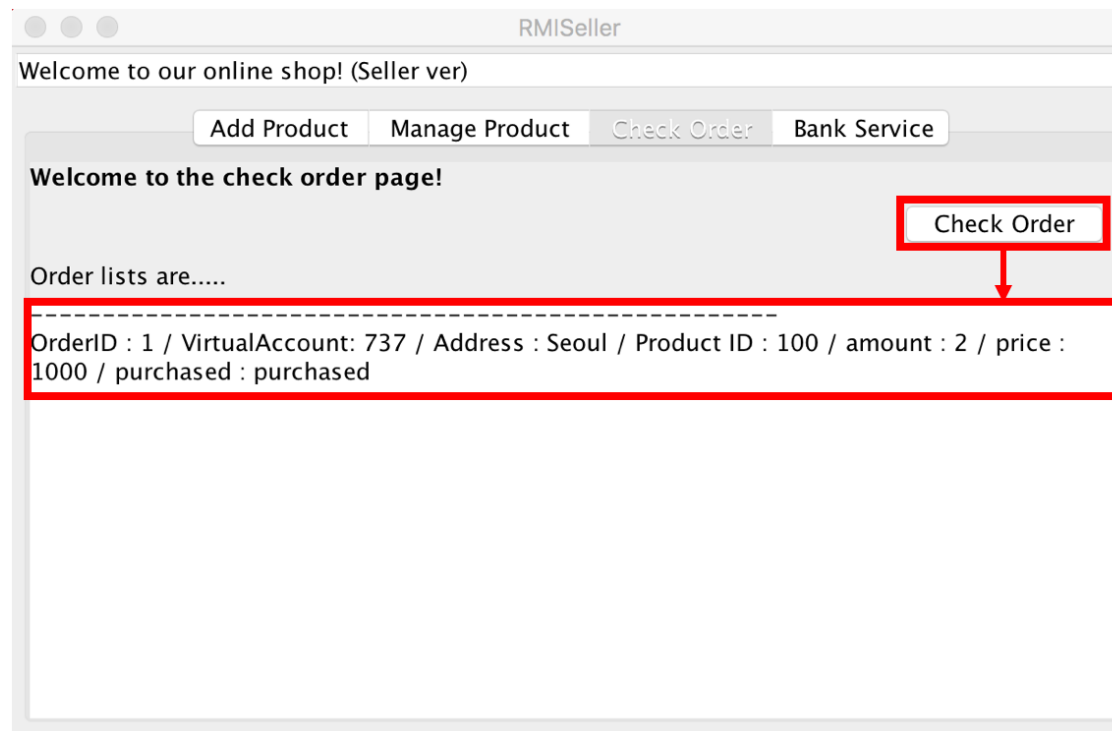 RMISeller
Welcome to our online shop! (Seller ver)
Add Product Manage Product Check Order Bank Service
Welcome to the check order page!
Check Order
Order lists are.....
----------------------------------------------------
OrderID : 1 / VirtualAccount: 737 / Address : Seoul / Product ID : 100 / amount : 2 / price :
1000 / purchased : purchased